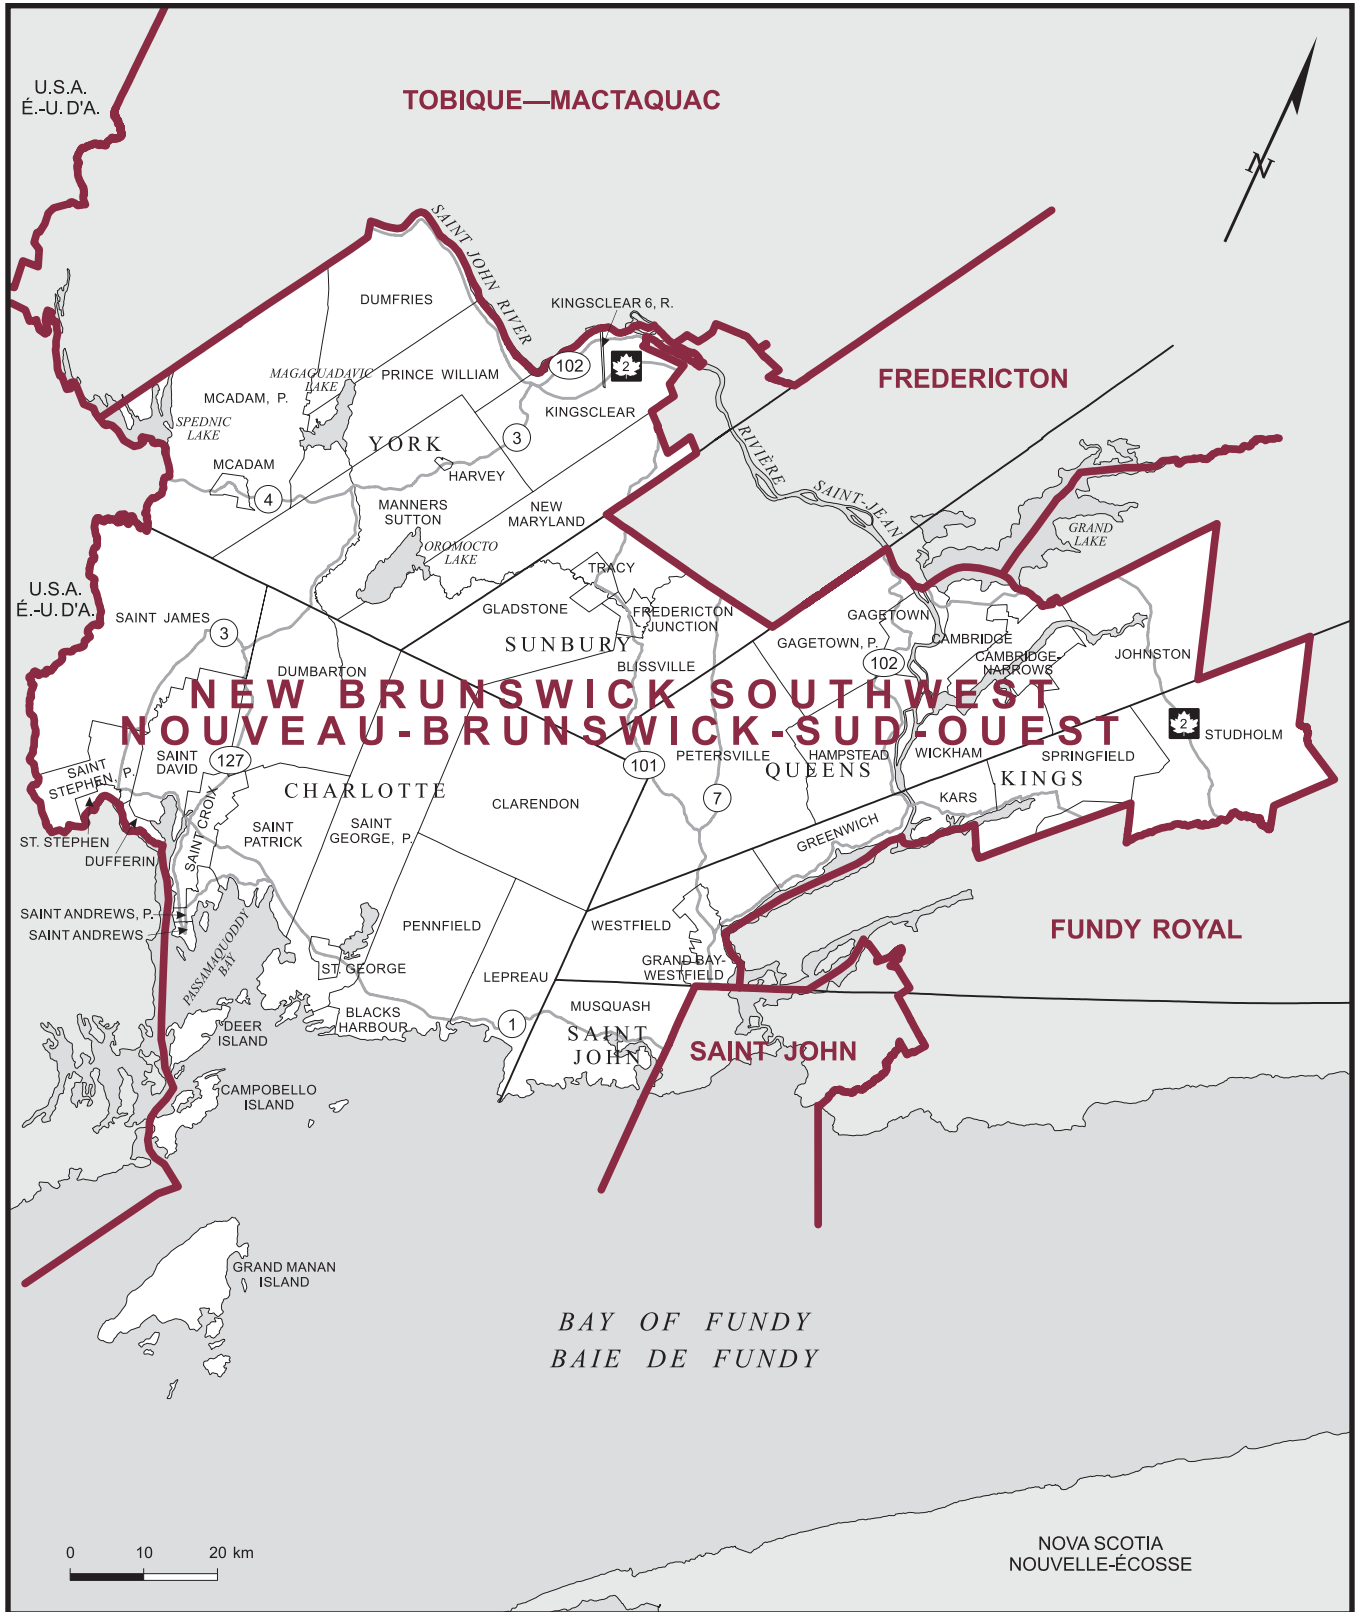 U.S.A.
É.-U. D'A.
TOBIQUE—MACTAQUAC
N
SAINT JOHN RIVER
DUMFRIES
KINGSCLEAR 6, R.
102
2
MAGAGUADAVIC
LAKE
PRINCE WILLIAM
FREDERICTON
MCADAM, P.
KINGSCLEAR
SPEDNIC
LAKE
YORK
3
RIVIÈRE
SAINT-JEAN
MCADAM
HARVEY
4
MANNERS
SUTTON
NEW
MARYLAND
GRAND
LAKE
OROMOCTO
LAKE
TRACY
U.S.A.
É.-U. D'A.
SAINT JAMES
3
GLADSTONE
FREDERICTON
JUNCTION
GAGETOWN
SUNBURY
GAGETOWN, P.
CAMBRIDGE
102
CAMBRIDGE-
NARROWS
JOHNSTON
DUMBARTON
BLISSVILLE
NEW BRUNSWICK SOUTHWEST
NOUVEAU-BRUNSWICK-SUD-OUEST
2
STUDHOLM
SAINT
STEPHEN, P.
SAINT
DAVID
127
101
PETERSVILLE
HAMPSTEAD
WICKHAM
SPRINGFIELD
QUEENS
KINGS
CHARLOTTE
CLARENDON
7
KARS
SAINT CROIX
SAINT
PATRICK
SAINT
GEORGE, P.
GREENWICH
ST. STEPHEN
DUFFERIN
SAINT ANDREWS, P.
SAINT ANDREWS
PENNFIELD
WESTFIELD
FUNDY ROYAL
PASSAMAQUODDY
BAY
ST. GEORGE
LEPREAU
GRAND BAY-
WESTFIELD
MUSQUASH
BLACKS
HARBOUR
1
DEER
ISLAND
SAINT
JOHN
SAINT JOHN
CAMPOBELLO
ISLAND
GRAND MANAN
ISLAND
BAY OF FUNDY
BAIE DE FUNDY
NOVA SCOTIA
NOUVELLE-ÉCOSSE
0 10 20 km